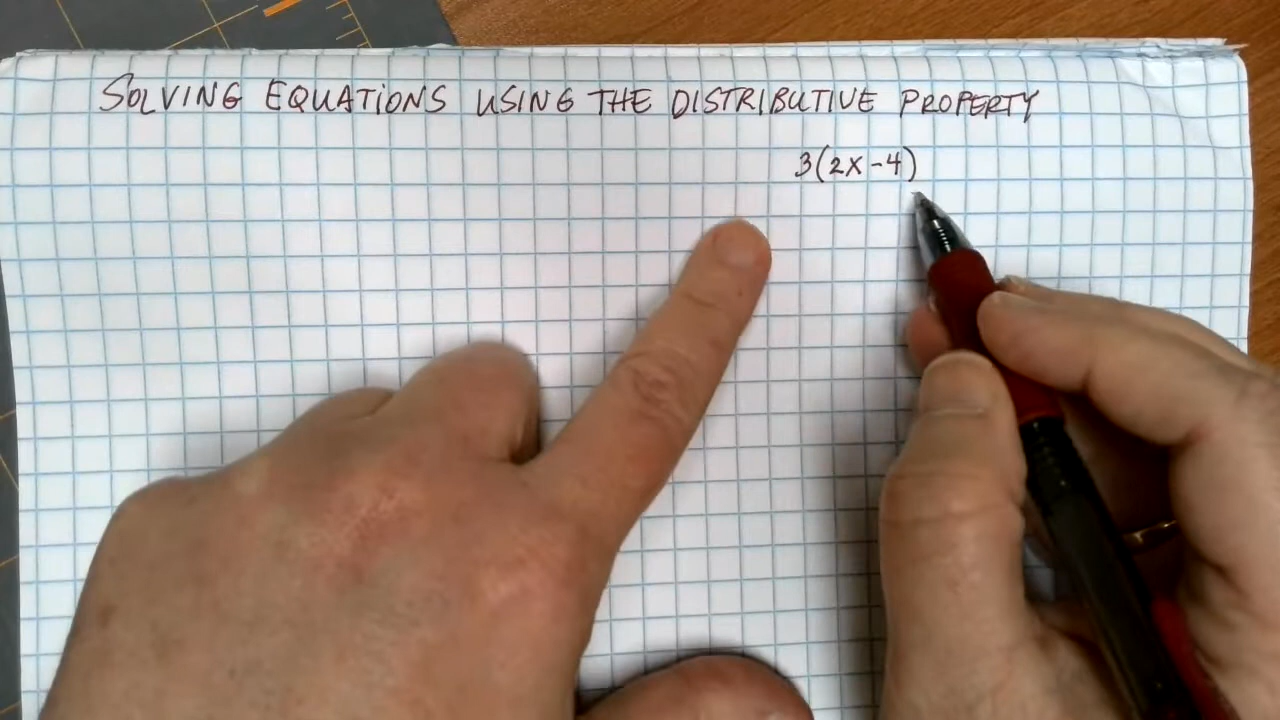 SOLVING EQUATIONS USING THE DISTRIBUTIVE PROPERTY
3(2x-4)